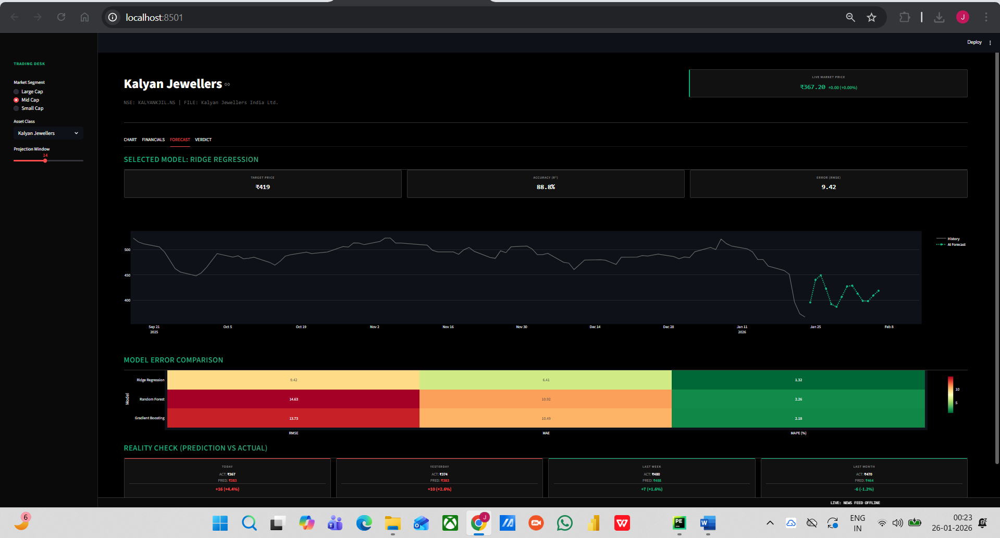 localhost:8501
J
Deploy
TRADING DESK
Market Segment
Large Cap
Mid Cap
Small Cap
Asset Class
Kalyan Jewellers
Projection Window
14
Kalyan Jewellers
NSE: KALYANKJIL.NS | FILE: Kalyan Jewellers India Ltd.
LIVE MARKET PRICE
₹367.20 +0.00 (+0.00%)
CHART FINANCIALS FORECAST VERDICT
SELECTED MODEL: RIDGE REGRESSION
TARGET PRICE
₹419
ACCURACY (R²)
88.8%
ERROR (RMSE)
9.42
500
450
400
Sep 21
2025
Oct 5
Oct 19
Nov 2
Nov 16
Nov 30
Dec 14
Dec 28
Jan 11
2026
Jan 25
Feb 8
History
AI Forecast
MODEL ERROR COMPARISON
Model
Ridge Regression 9.42 6.41 1.32
Random Forest 14.63 10.92 2.26
Gradient Boosting 13.73 10.49 2.18
RMSE MAE MAPE (%)
10
5
REALITY CHECK (PREDICTION VS ACTUAL)
TODAY
ACT: ₹367
PRED: ₹383
+16 (+4.4%)
YESTERDAY
ACT: ₹374
PRED: ₹383
+10 (+2.6%)
LAST WEEK
ACT: ₹480
PRED: ₹488
+7 (+1.6%)
LAST MONTH
ACT: ₹470
PRED: ₹464
-6 (-1.2%)
LIVE: NEWS FEED OFFLINE
6
J
Jio
PE
W
ENG
IN
00:23
26-01-2026